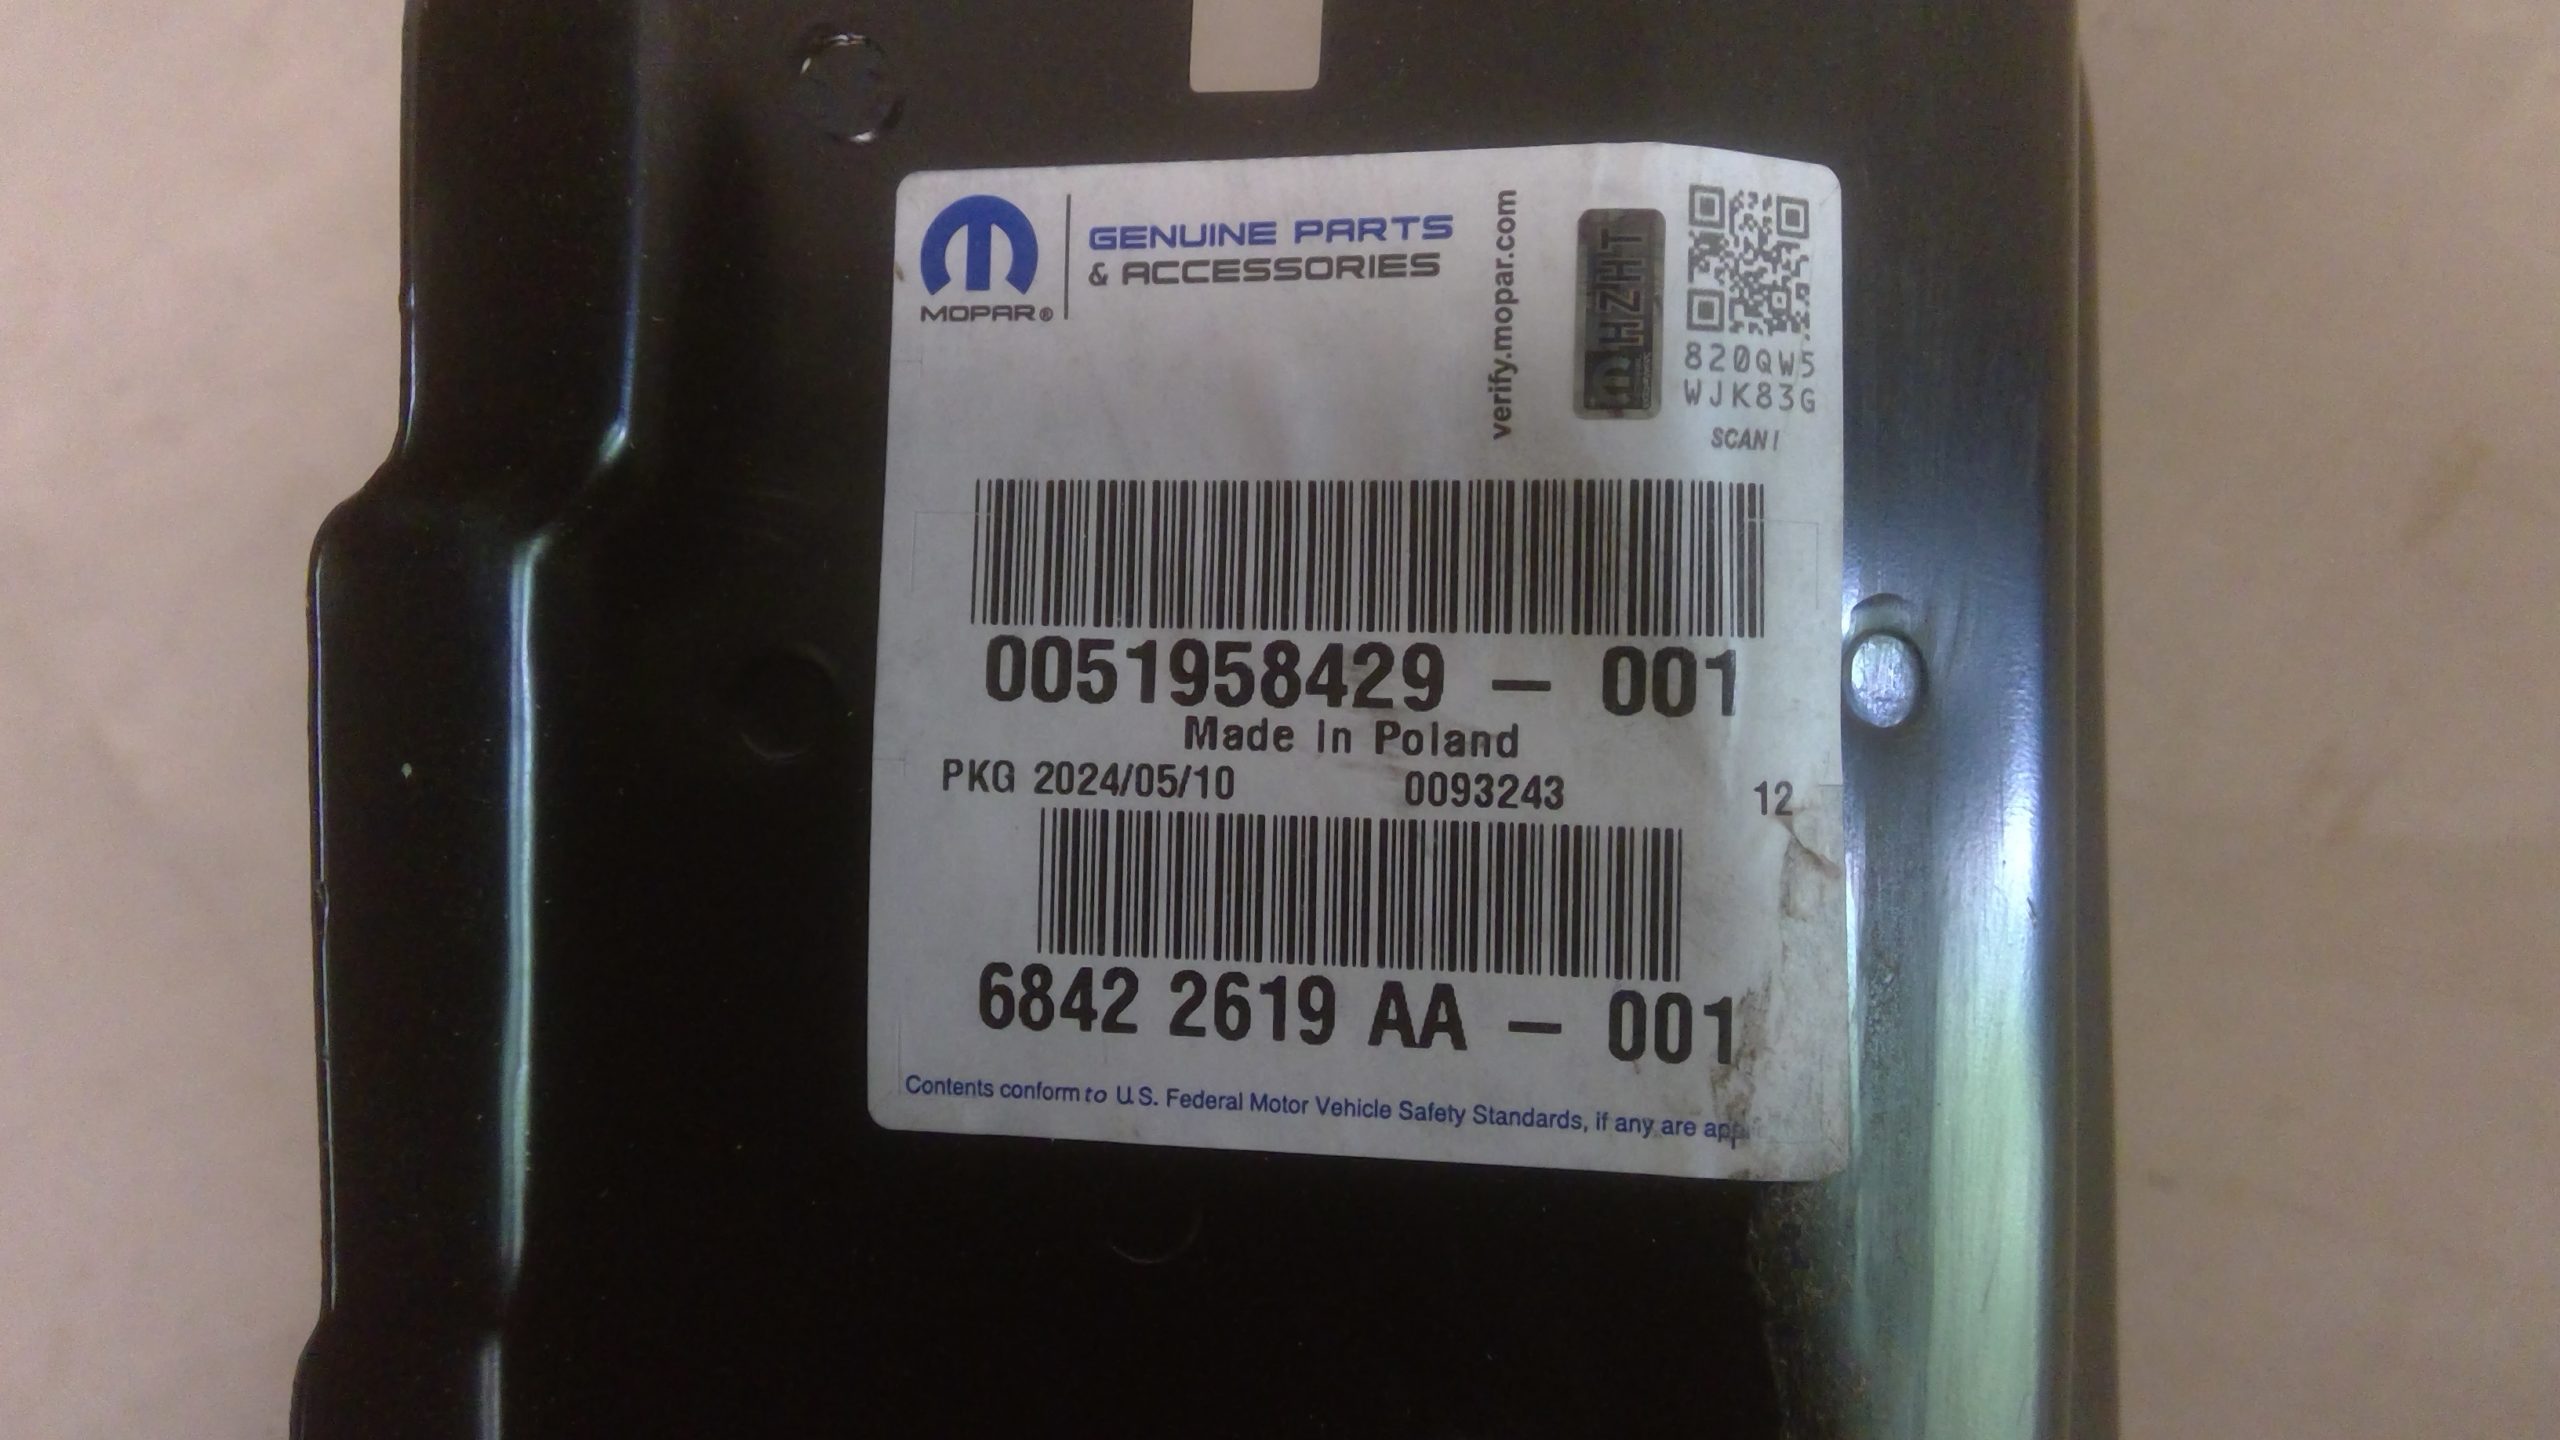 MOPAR®
GENUINE PARTS
& ACCESSORIES
verify.mopar.com
HZHT
820QW5
WJK83G
SCAN!
0051958429 – 001
Made In Poland
PKG 2024/05/10 0093243 12
6842 2619 AA – 001
Contents conform to U.S. Federal Motor Vehicle Safety Standards, if any are